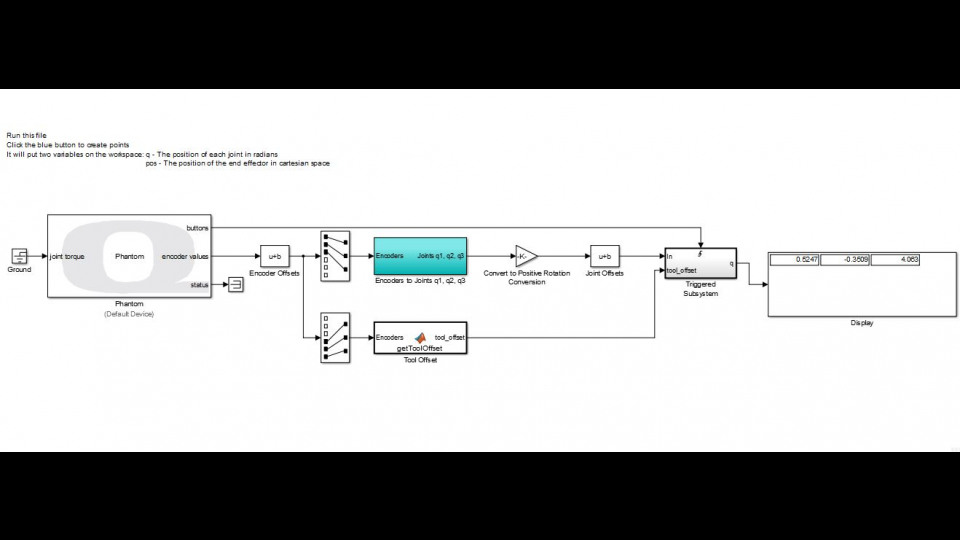 Run this file
Click the blue button to create points
It will put two variables on the workspace: q - The position of each joint in radians
pos - The position of the end effector in cartesian space
buttons
joint torque
Phantom
encoder values
status
Ground
Phantom
(Default Device)
u+b
Encoder Offsets
Encoders
Joints q1, q2, q3
Encoders to Joints q1, q2, q3
-K-
Convert to Positive Rotation
Conversion
u+b
Joint Offsets
In
tool_offset
q
Triggered
Subsystem
0.5247
-0.3509
4.063
Display
Encoders
tool_offset
getToolOffset
Tool Offset